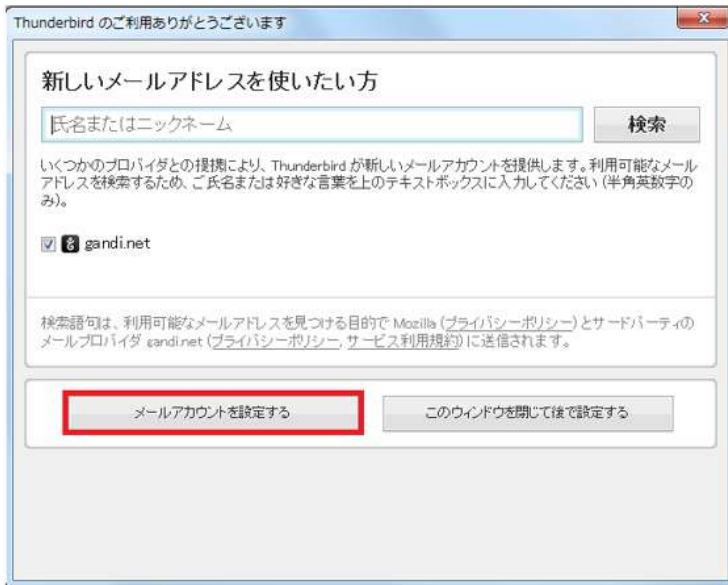 Thunderbird のご利用ありがとうございます
新しいメールアドレスを使いたい方
氏名またはニックネーム
検索
いくつかのプロバイダとの提携により、Thunderbird が新しいメールアカウントを提供します。利用可能なメール
アドレスを検索するため、ご氏名または好きな言葉を上のテキストボックスに入力してください (半角英数字の
み)。
gandi.net
検索語句は、利用可能なメールアドレスを見つける目的で Mozilla (プライバシーポリシー) とサードパーティの
メールプロバイダ gandi.net (プライバシーポリシー, サービス利用規約) に送信されます。
メールアカウントを設定する
このウィンドウを閉じて後で設定する